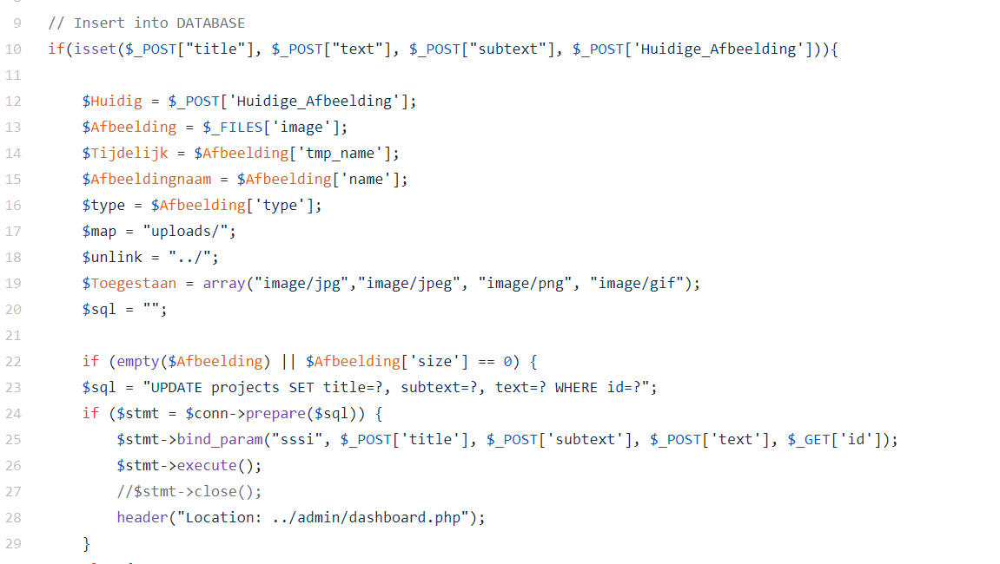 9 // Insert into DATABASE
10 if(isset($_POST["title"], $_POST["text"], $_POST["subtext"], $_POST['Huidige_Afbeelding'])){
11
12 $Huidig = $_POST['Huidige_Afbeelding'];
13 $Afbeelding = $_FILES['image'];
14 $Tijdelijk = $Afbeelding['tmp_name'];
15 $Afbeeldingnaam = $Afbeelding['name'];
16 $type = $Afbeelding['type'];
17 $map = "uploads/";
18 $unlink = "../";
19 $Toegestaan = array("image/jpg","image/jpeg", "image/png", "image/gif");
20 $sql = "";
21
22 if (empty($Afbeelding) || $Afbeelding['size'] == 0) {
23 $sql = "UPDATE projects SET title=?, subtext=?, text=? WHERE id=?";
24 if ($stmt = $conn->prepare($sql)) {
25 $stmt->bind_param("sssi", $_POST['title'], $_POST['subtext'], $_POST['text'], $_GET['id']);
26 $stmt->execute();
27 //$stmt->close();
28 header("Location: ../admin/dashboard.php");
29 }